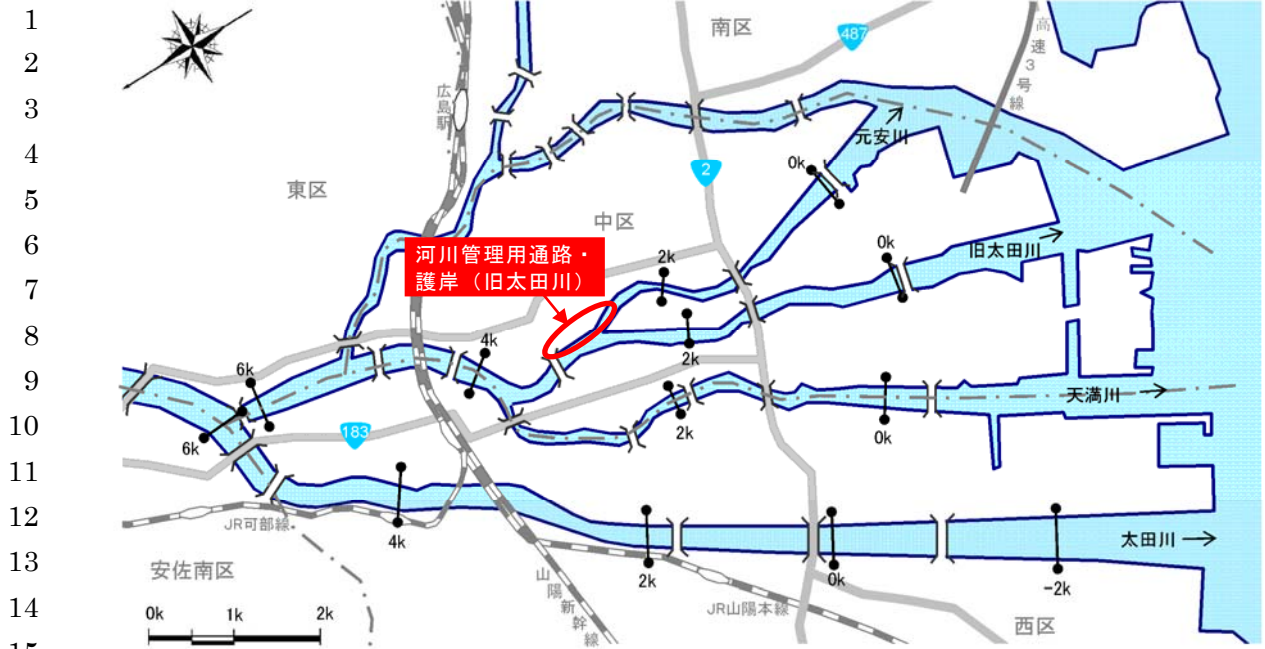 1
2
3
4
5
6
7
8
9
10
11
12
13
14
南区
487
高速3号線
広島駅
元安川
0k
2
東区
中区
河川管理用通路・
護岸（旧太田川）
2k
0k
旧太田川
4k
2k
6k
6k
183
2k
0k
天満川
JR可部線
4k
2k
0k
-2k
太田川
安佐南区
山陽新幹線
JR山陽本線
西区
0k 1k 2k